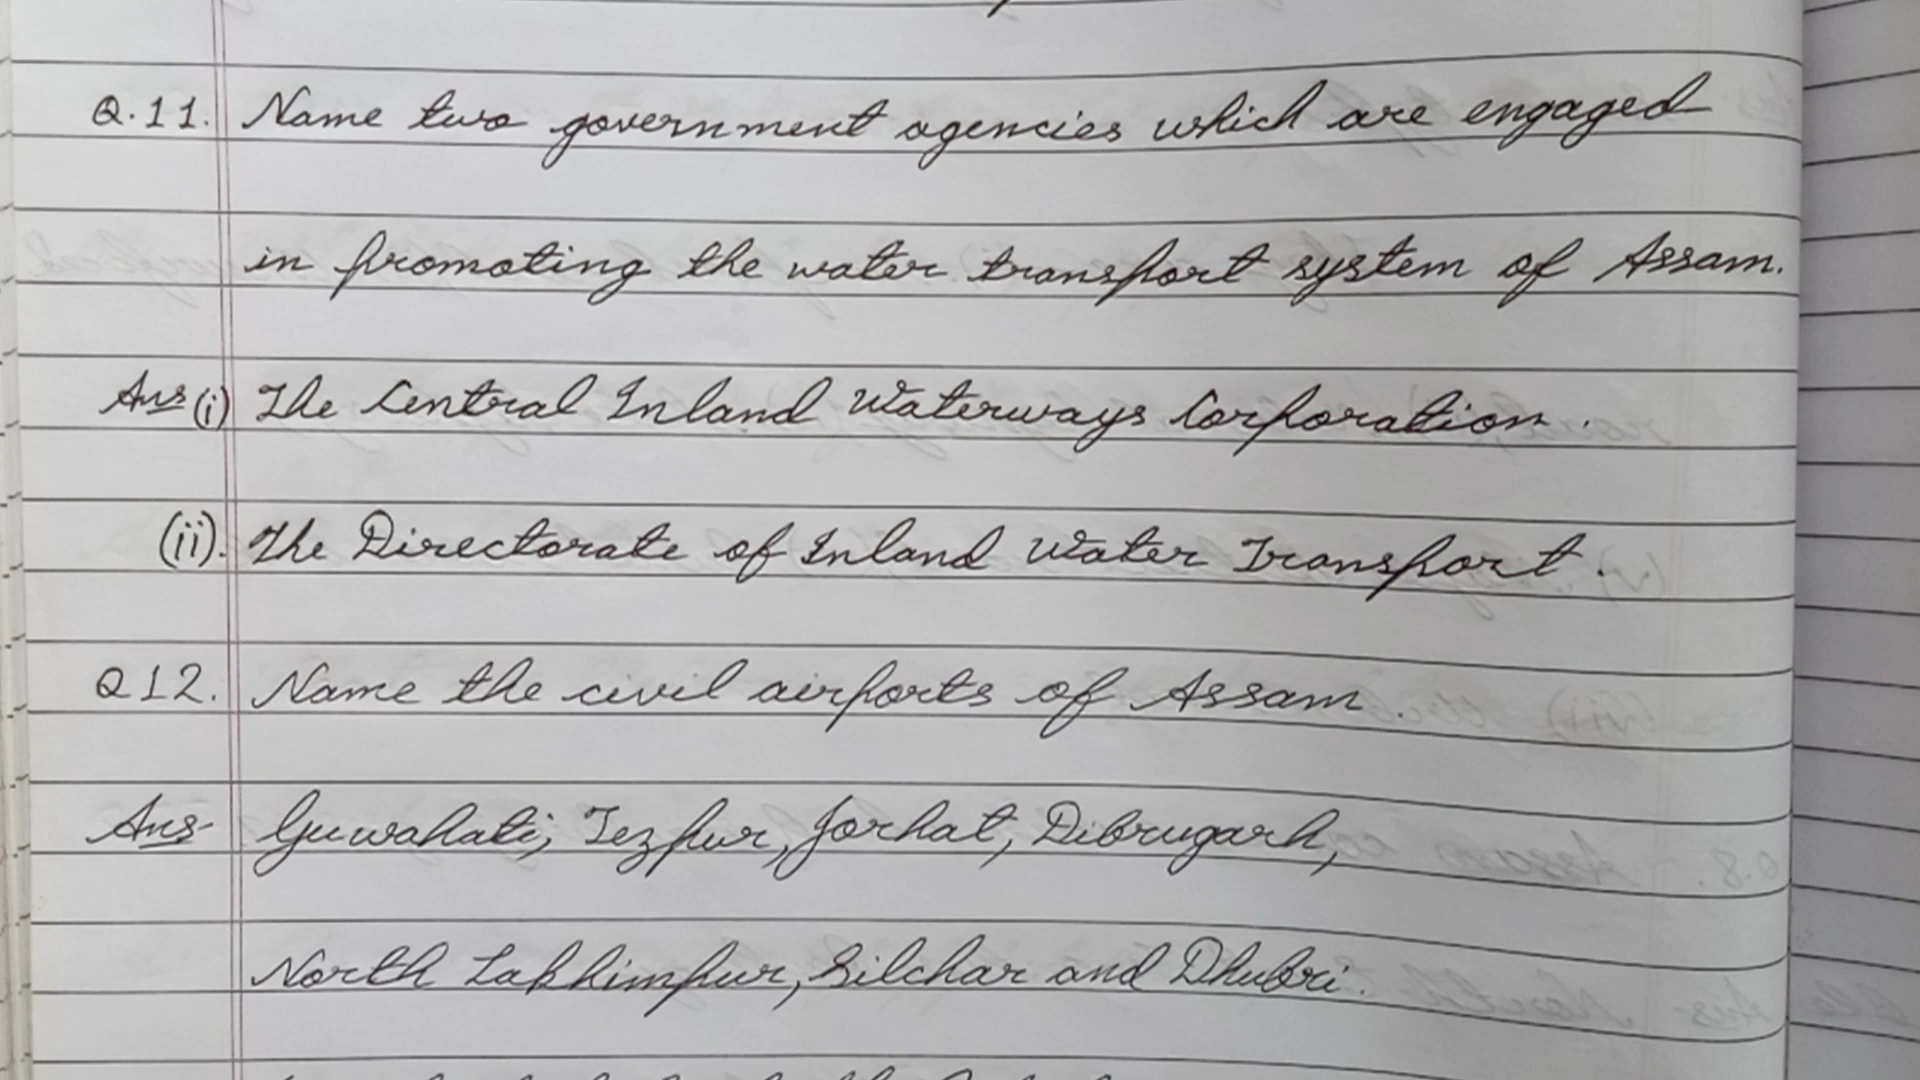 Q.11. Name two government agencies which are engaged
in promoting the water transport system of Assam.
Ans (i) The Central Inland Waterways Corporation.
(ii). The Directorate of Inland Water Transport.
Q12. Name the civil airports of Assam.
Ans- Guwahati, Tezpur, Jorhat, Dibrugarh,
North Lakhimpur, Silchar and Dhubri.